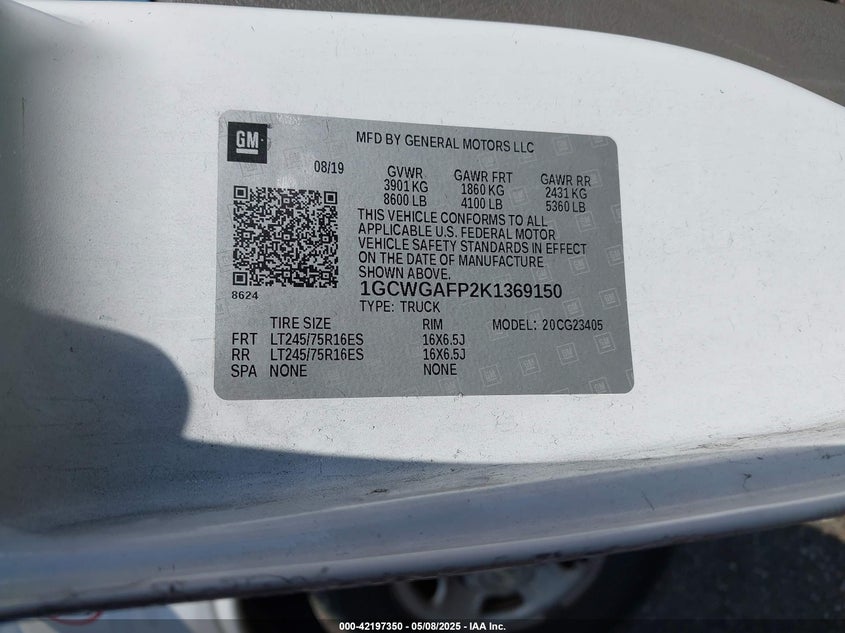 GM
MFD BY GENERAL MOTORS LLC
08/19
GVWR GAWR FRT GAWR RR
3901 KG 1860 KG 2431 KG
8600 LB 4100 LB 5360 LB
THIS VEHICLE CONFORMS TO ALL
APPLICABLE U.S. FEDERAL MOTOR
VEHICLE SAFETY STANDARDS IN EFFECT
ON THE DATE OF MANUFACTURE
SHOWN ABOVE.
8624
1GCWGAFP2K1369150
TYPE: TRUCK
TIRE SIZE RIM MODEL: 20CG23405
FRT LT245/75R16ES 16X6.5J
RR LT245/75R16ES 16X6.5J
SPA NONE NONE
000-42197350 - 05/08/2025 - IAA Inc.